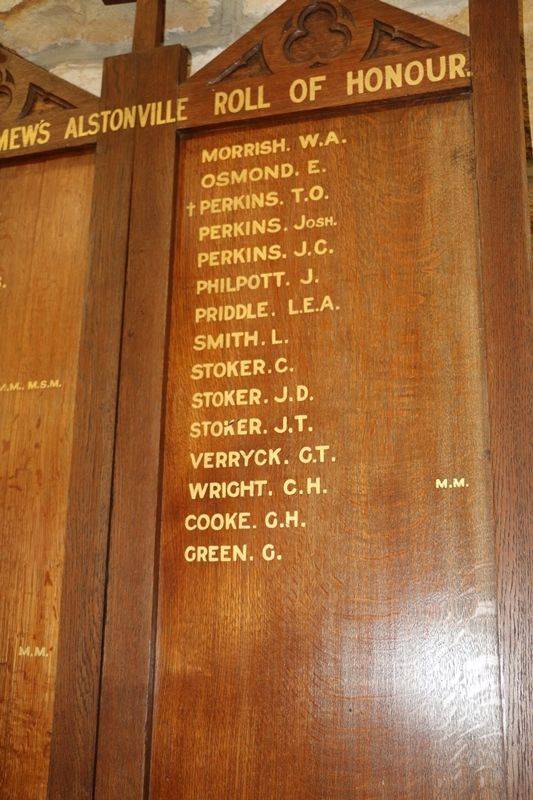 MEW'S ALSTONVILLE ROLL OF HONOUR.
M.M., M.S.M.
M.M.
MORRISH. W.A.
OSMOND. E.
† PERKINS. T.O.
PERKINS. JOSH.
PERKINS. J.C.
PHILPOTT. J.
PRIDDLE. L.E.A.
SMITH. L.
STOKER. C.
STOKER. J.D.
STOKER. J.T.
VERRYCK. G.T.
WRIGHT. G.H. M.M.
COOKE. G.H.
GREEN. G.